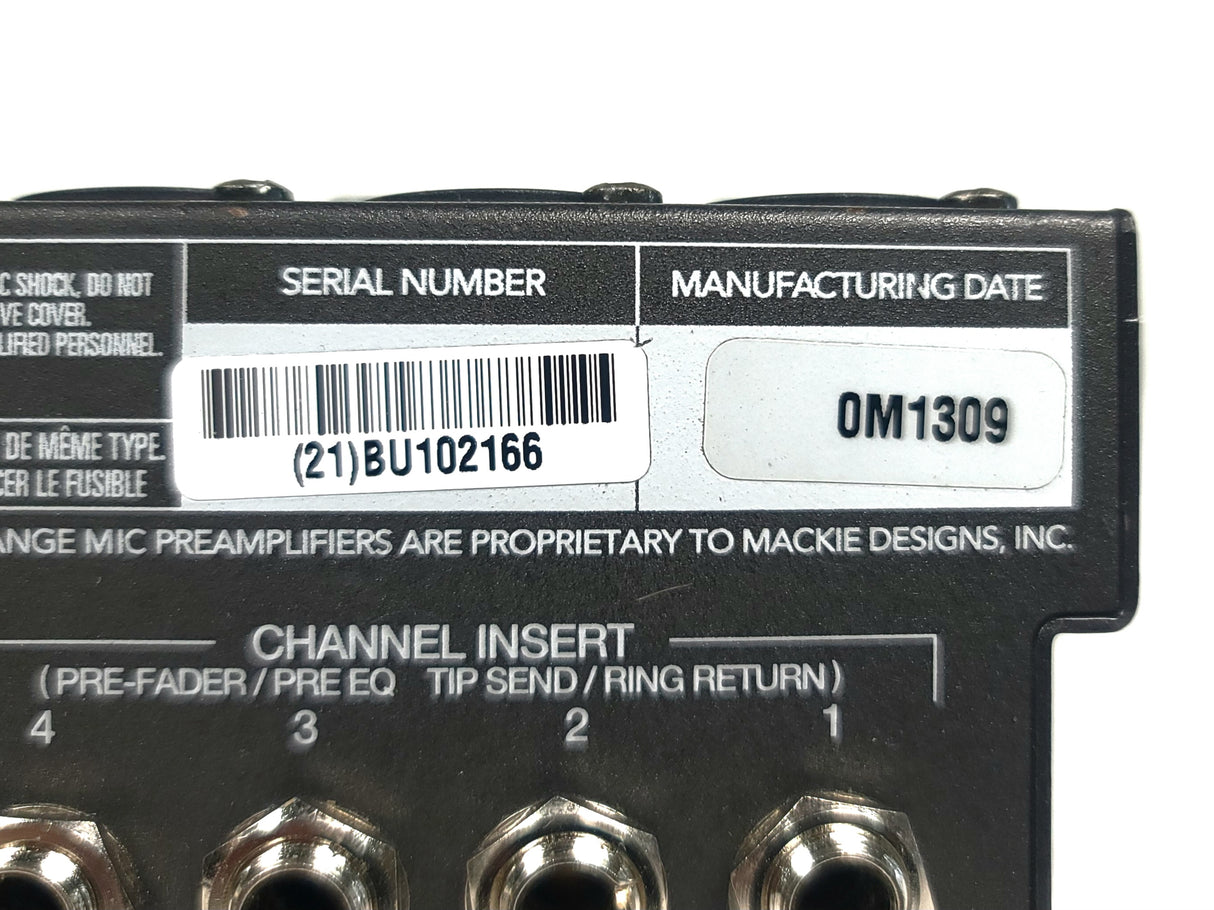 C SHOCK, DO NOT
VE COVER.
LIFIED PERSONNEL.
DE MÊME TYPE.
CER LE FUSIBLE
SERIAL NUMBER
(21)BU102166
MANUFACTURING DATE
0M1309
ANGE MIC PREAMPLIFIERS ARE PROPRIETARY TO MACKIE DESIGNS, INC.
CHANNEL INSERT
(PRE-FADER / PRE EQ TIP SEND / RING RETURN)
4 3 2 1